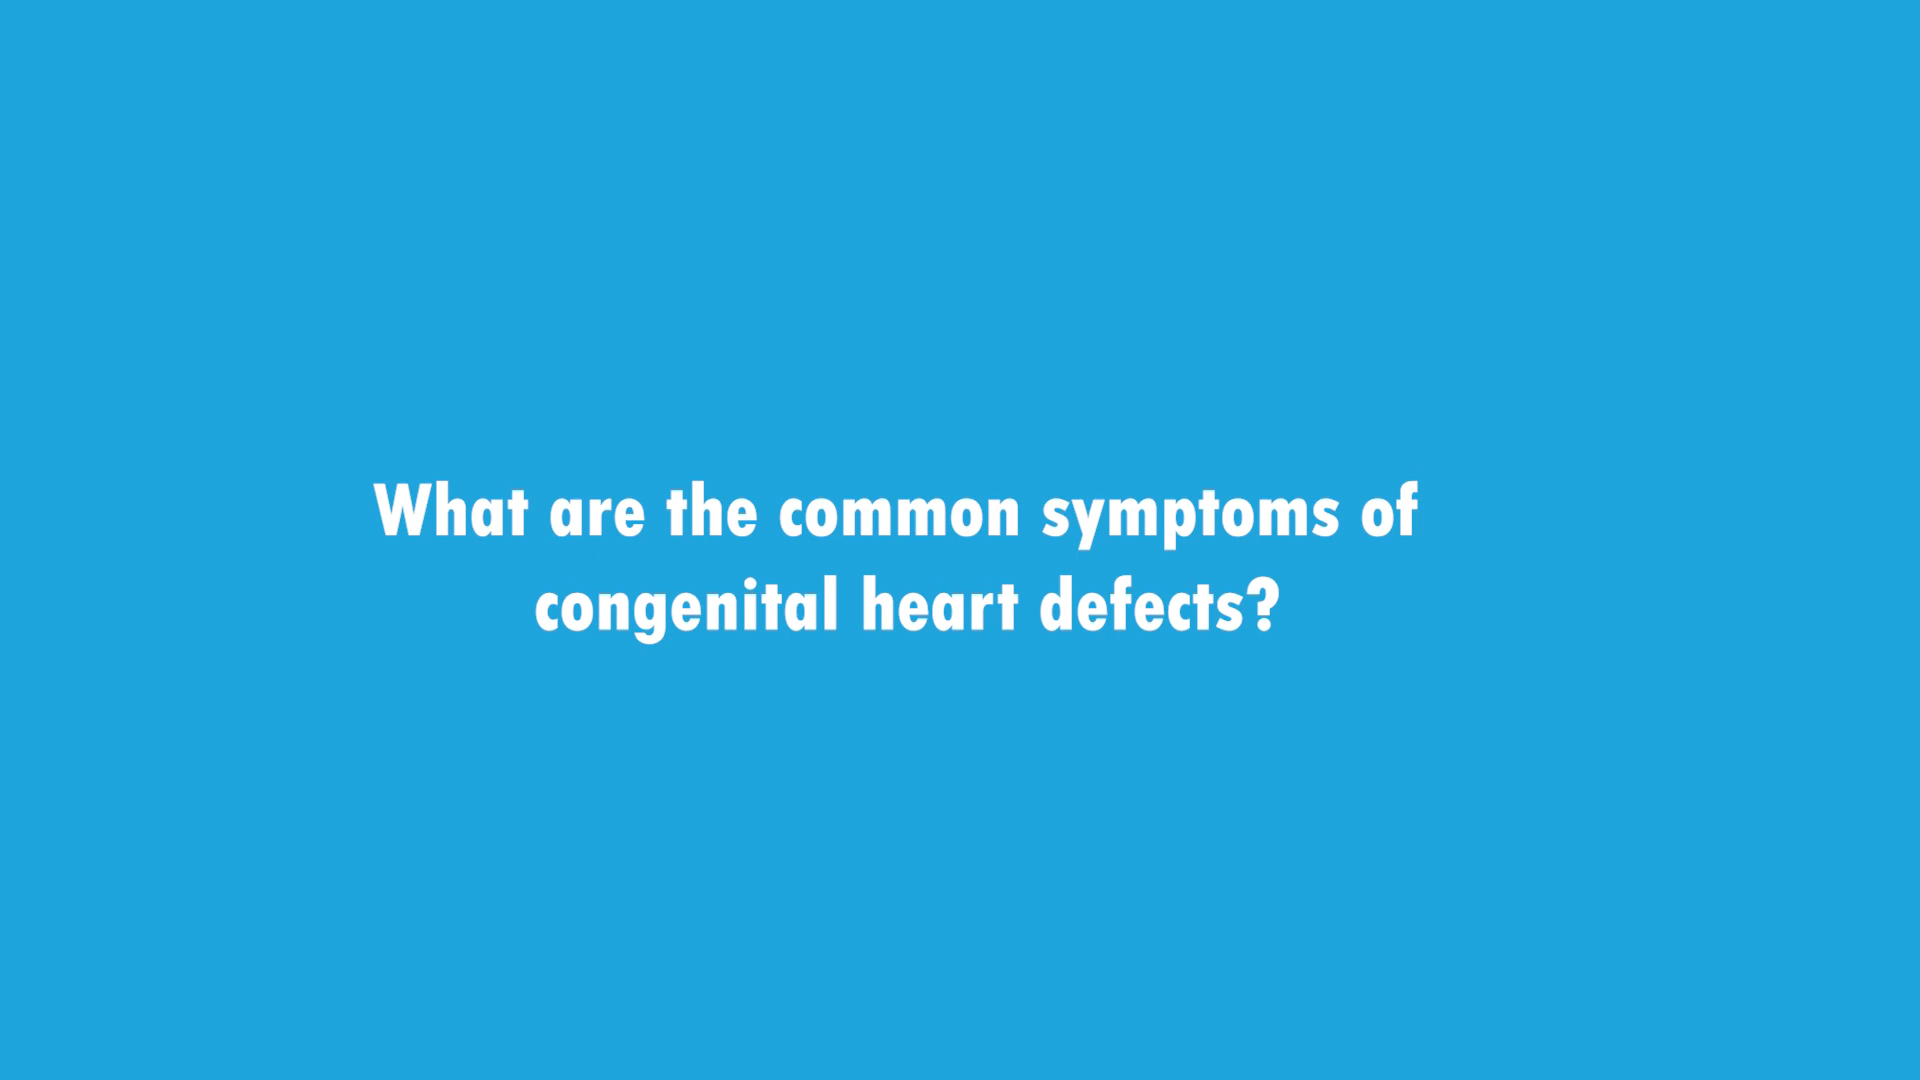 What are the common symptoms of
congenital heart defects?